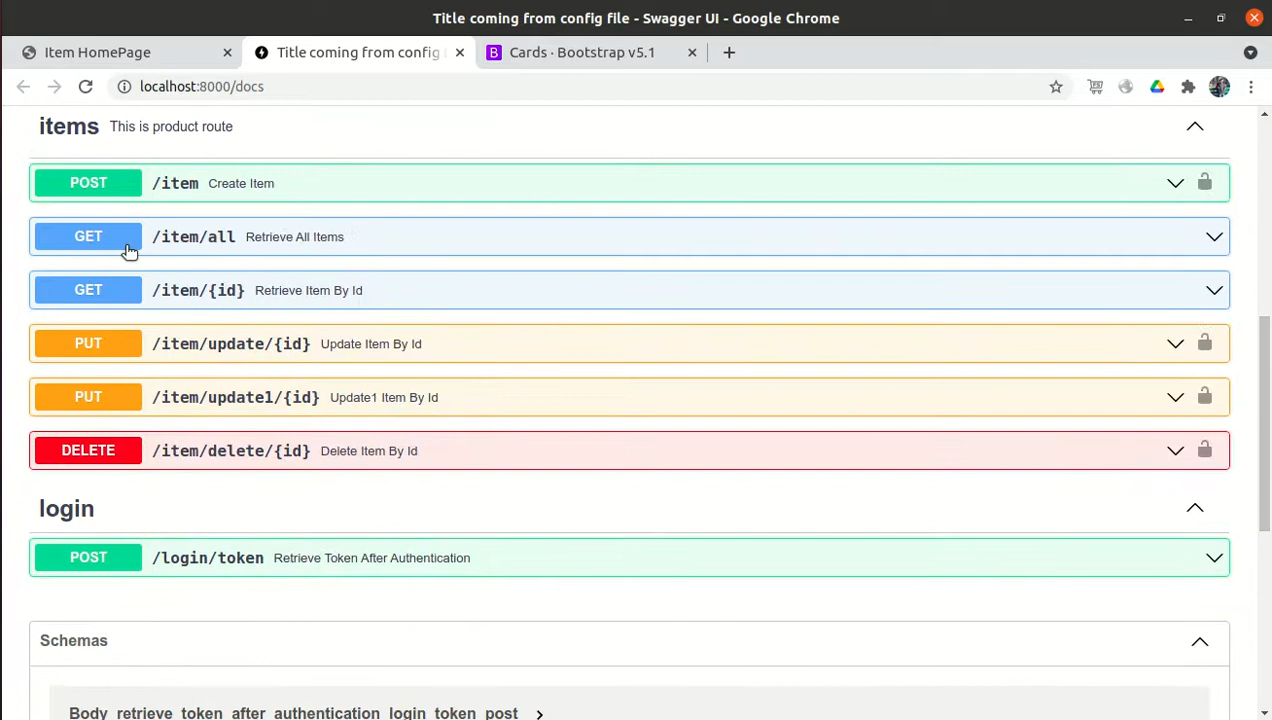 Title coming from config file - Swagger UI - Google Chrome
Item HomePage
Title coming from config
B Cards · Bootstrap v5.1
localhost:8000/docs
items This is product route
POST /item Create Item
GET /item/all Retrieve All Items
GET /item/{id} Retrieve Item By Id
PUT /item/update/{id} Update Item By Id
PUT /item/update1/{id} Update1 Item By Id
DELETE /item/delete/{id} Delete Item By Id
login
POST /login/token Retrieve Token After Authentication
Schemas
Body_retrieve_token_after_authentication_login_token_post